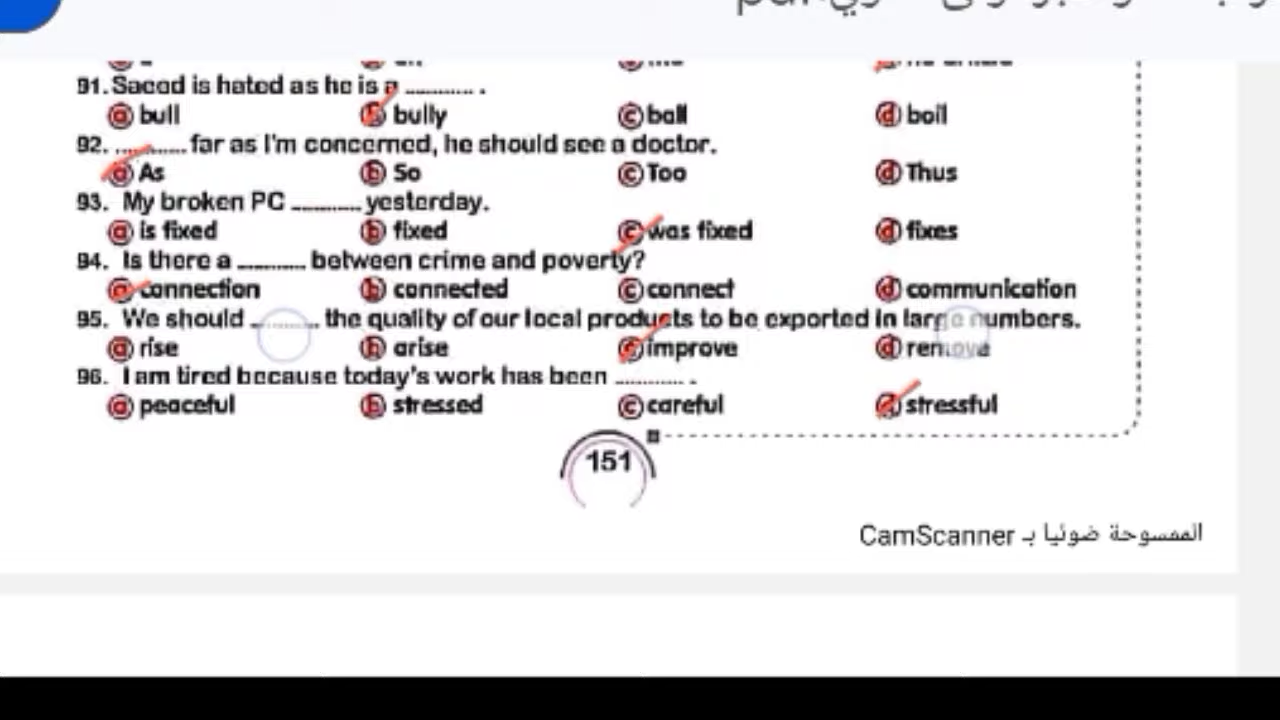 91. Saeed is hated as he is a ............ .
ⓐ bull ⓑ bully ⓒ ball ⓓ boil
92. ............ far as I'm concerned, he should see a doctor.
ⓐ As ⓑ So ⓒ Too ⓓ Thus
93. My broken PC ............ yesterday.
ⓐ is fixed ⓑ fixed ⓒ was fixed ⓓ fixes
94. Is there a ............ between crime and poverty?
ⓐ connection ⓑ connected ⓒ connect ⓓ communication
95. We should ............ the quality of our local products to be exported in large numbers.
ⓐ rise ⓑ arise ⓒ improve ⓓ remove
96. I am tired because today's work has been ............ .
ⓐ peaceful ⓑ stressed ⓒ careful ⓓ stressful
151
الممسوحة ضوئيا بـ CamScanner